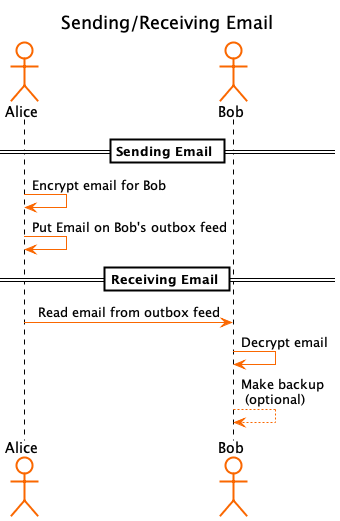 Sending/Receiving Email
Alice Bob
Sending Email
Encrypt email for Bob
Put Email on Bob's outbox feed
Receiving Email
Read email from outbox feed
Decrypt email
Make backup
(optional)
Alice Bob